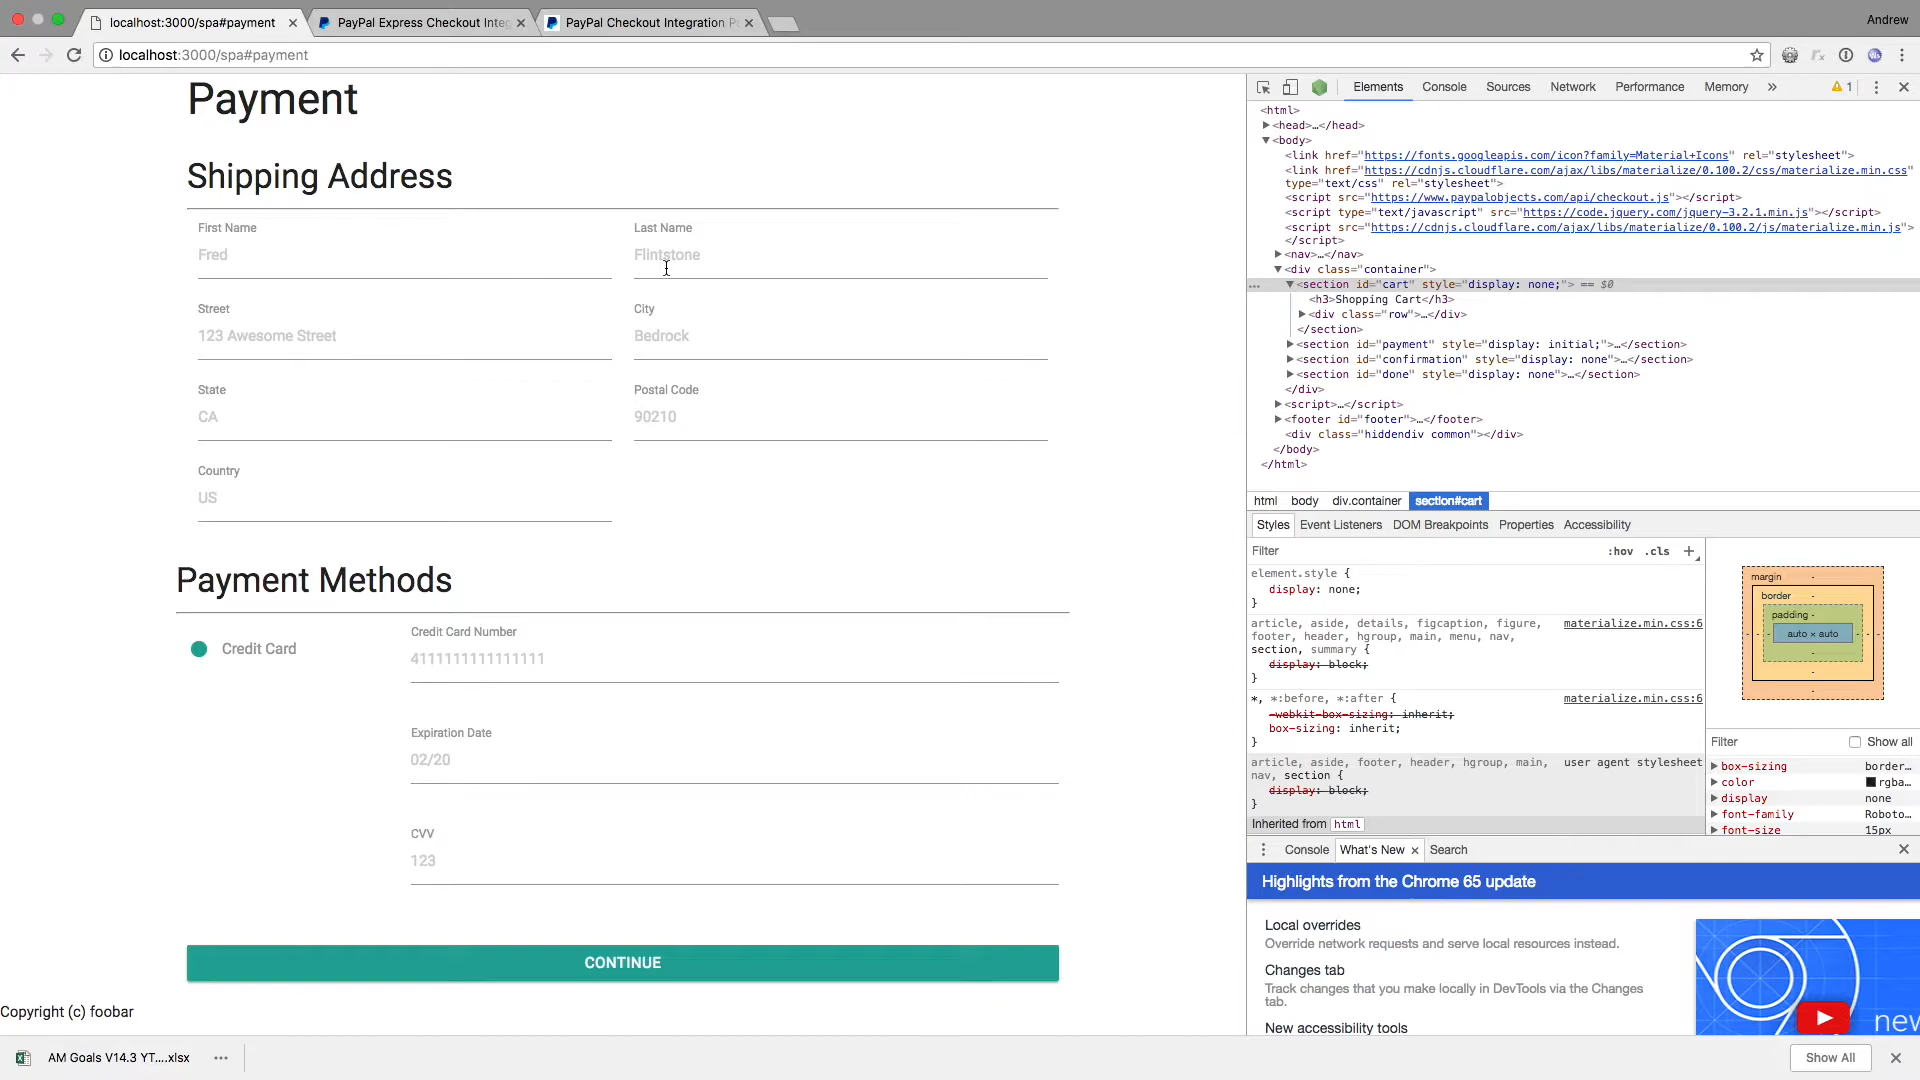 localhost:3000/spa#payment
PayPal Express Checkout Integ
PayPal Checkout Integration P
Andrew
localhost:3000/spa#payment
Payment
Shipping Address
First Name
Last Name
Fred
Flintstone
Street
City
123 Awesome Street
Bedrock
State
Postal Code
CA
90210
Country
US
Payment Methods
Credit Card
Credit Card Number
4111111111111111
Expiration Date
02/20
CVV
123
CONTINUE
Copyright (c) foobar
Elements Console Sources Network Performance Memory » 1
<html>
<head>…</head>
<body>
<link href="https://fonts.googleapis.com/icon?family=Material+Icons" rel="stylesheet">
<link href="https://cdnjs.cloudflare.com/ajax/libs/materialize/0.100.2/css/materialize.min.css"
type="text/css" rel="stylesheet">
<script src="https://www.paypalobjects.com/api/checkout.js"></script>
<script type="text/javascript" src="https://code.jquery.com/jquery-3.2.1.min.js"></script>
<script src="https://cdnjs.cloudflare.com/ajax/libs/materialize/0.100.2/js/materialize.min.js">
</script>
<nav>…</nav>
<div class="container">
… <section id="cart" style="display: none;"> == $0
<h3>Shopping Cart</h3>
<div class="row">…</div>
</section>
<section id="payment" style="display: initial;">…</section>
<section id="confirmation" style="display: none">…</section>
<section id="done" style="display: none">…</section>
</div>
<script>…</script>
<footer id="footer">…</footer>
<div class="hiddendiv common"></div>
</body>
</html>
html body div.container section#cart
Styles Event Listeners DOM Breakpoints Properties Accessibility
Filter :hov .cls +
element.style {
display: none;
}
article, aside, details, figcaption, figure, materialize.min.css:6
footer, header, hgroup, main, menu, nav,
section, summary {
display: block;
}
*, *:before, *:after { materialize.min.css:6
-webkit-box-sizing: inherit;
box-sizing: inherit;
}
article, aside, footer, header, hgroup, main, user agent stylesheet
nav, section {
display: block;
}
Inherited from html
margin -
border -
padding -
auto × auto
Filter Show all
box-sizing border…
color rgba…
display none
font-family Roboto…
font-size 15px
Console What's New × Search
Highlights from the Chrome 65 update
Local overrides
Override network requests and serve local resources instead.
Changes tab
Track changes that you make locally in DevTools via the Changes
tab.
New accessibility tools
new
AM Goals V14.3 YT....xlsx
Show All